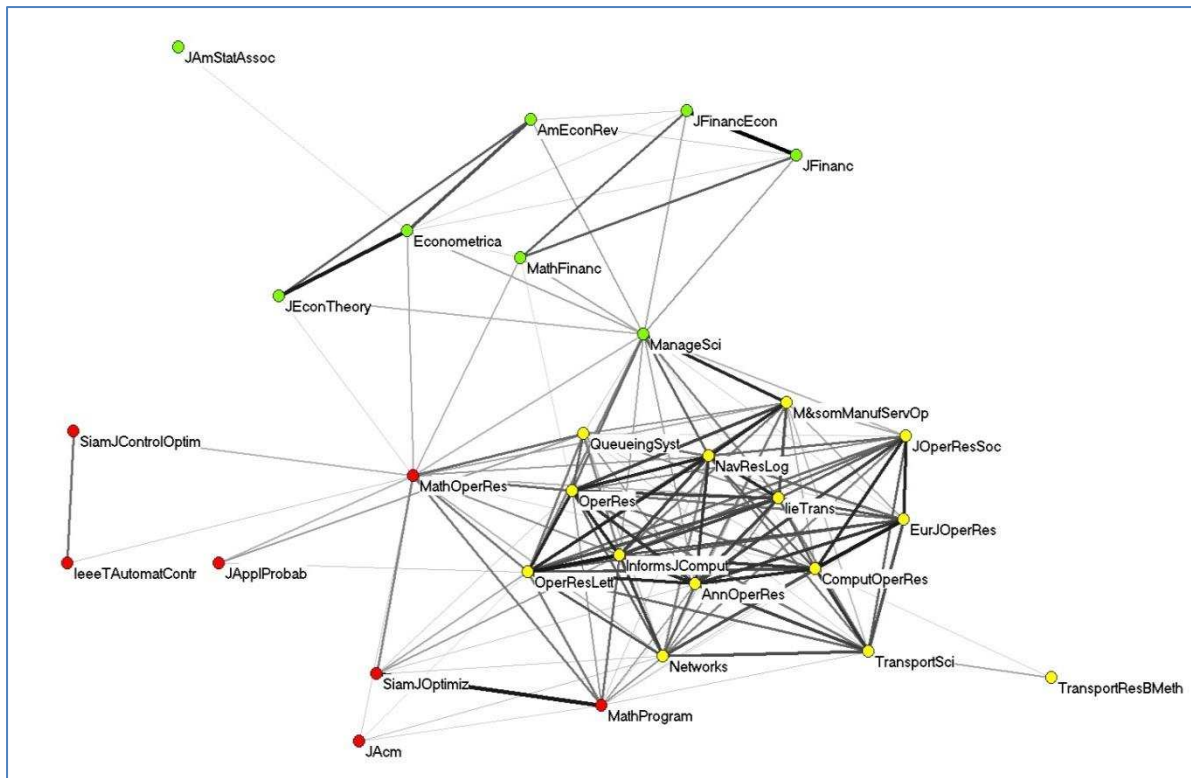 JAmStatAssoc
JFinancEcon
AmEconRev
JFinanc
Econometrica
MathFinanc
JEconTheory
ManageSci
M&somManufServOp
SiamJControlOptim
QueueingSyst
JOperResSoc
NavResLog
MathOperRes
OperRes
IieTrans
EurJOperRes
IeeeTAutomatContr
JApplProbab
InformsJComput
OperResLett
ComputOperRes
AnnOperRes
Networks
TransportSci
SiamJOptimiz
TransportResBMeth
MathProgram
JAcm